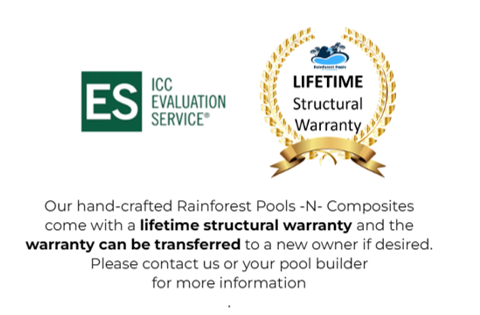 ES
ICC
EVALUATION
SERVICE®
Rainforest Pools
LIFETIME
Structural
Warranty
Our hand-crafted Rainforest Pools -N- Composites
come with a lifetime structural warranty and the
warranty can be transferred to a new owner if desired.
Please contact us or your pool builder
for more information
.